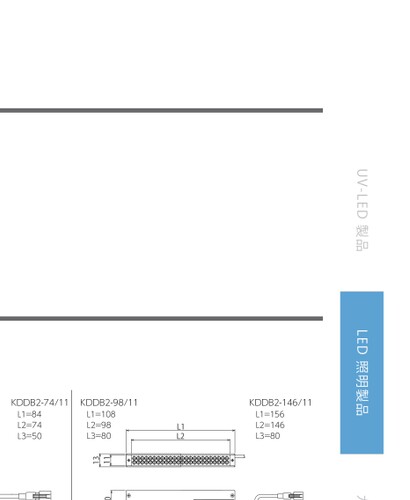 UV-LED 製品
LED 照明製品
KDDB2-74/11
L1=84
L2=74
L3=50
KDDB2-98/11
L1=108
L2=98
L3=80
KDDB2-146/11
L1=156
L2=146
L3=80
L1
L2
13
11